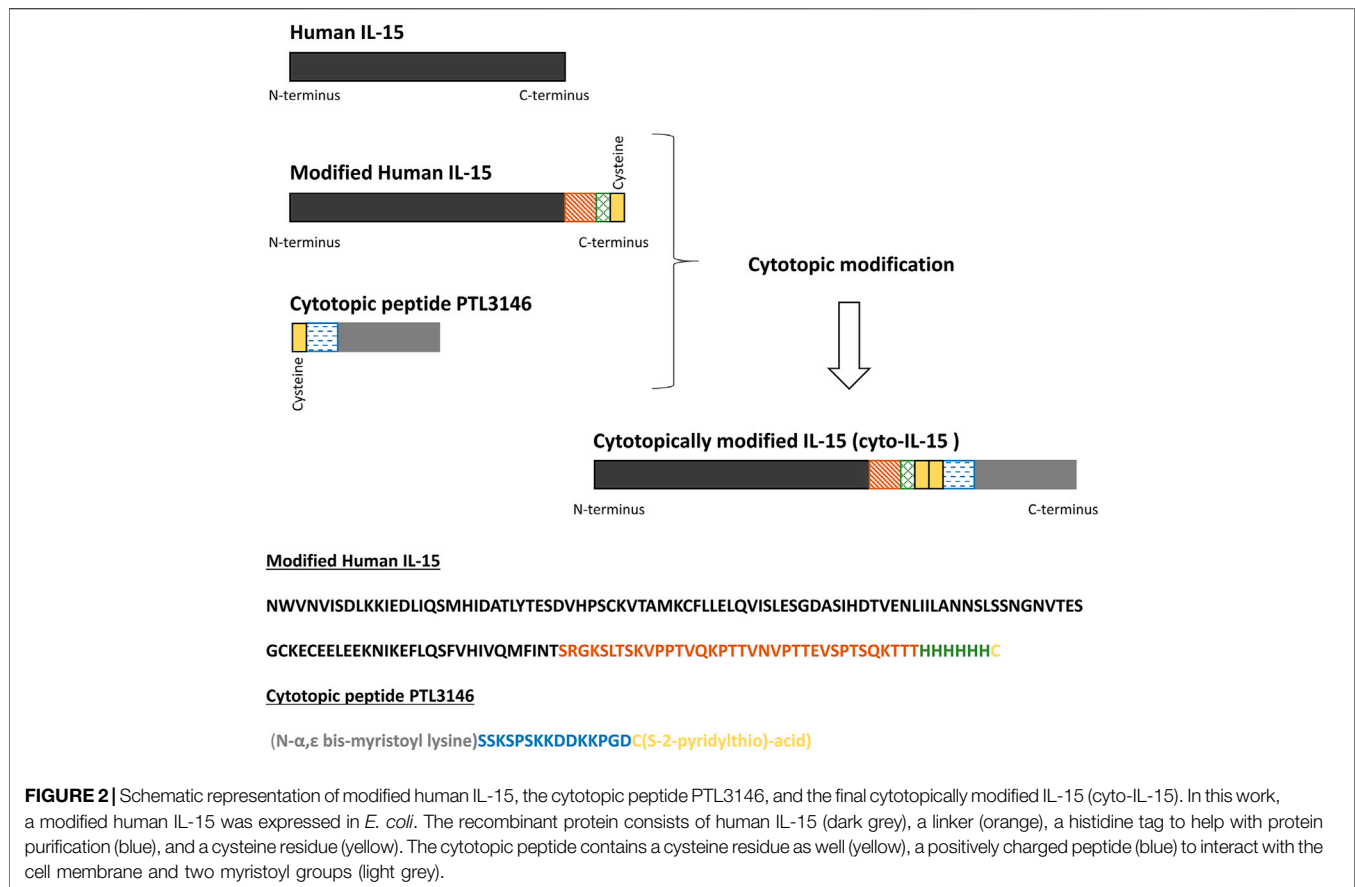 Human IL-15
N-terminus
C-terminus
Modified Human IL-15
Cysteine
N-terminus
C-terminus
Cytotopic modification
Cytotopic peptide PTL3146
Cysteine
Cytotopically modified IL-15 (cyto-IL-15 )
N-terminus
C-terminus
Modified Human IL-15
NWVNVISDLKKIEDLIQSMHIDATLYTESDVHPSCKVTAMKCFLLELQVISLESGDASIHDTVENLIILANNSLSSNGNVTES
GCKECEELEEKNIKEFLQSFVHIVQMFINTSRGKSLTSKVPPTVQKPTTVNVPTTEVSPTSQKTTTHHHHHHC
Cytotopic peptide PTL3146
(N-α,ε bis-myristoyl lysine)SSKSPSKKDDKKPGDC(S-2-pyridylthio)-acid)
FIGURE 2 | Schematic representation of modified human IL-15, the cytotopic peptide PTL3146, and the final cytotopically modified IL-15 (cyto-IL-15). In this work,
a modified human IL-15 was expressed in E. coli. The recombinant protein consists of human IL-15 (dark grey), a linker (orange), a histidine tag to help with protein
purification (blue), and a cysteine residue (yellow). The cytotopic peptide contains a cysteine residue as well (yellow), a positively charged peptide (blue) to interact with the
cell membrane and two myristoyl groups (light grey).